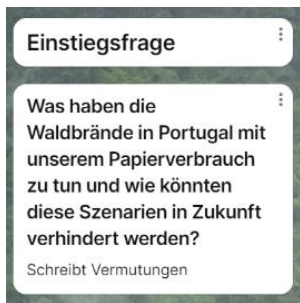 Einstiegsfrage
Was haben die
Waldbrände in Portugal mit
unserem Papierverbrauch
zu tun und wie könnten
diese Szenarien in Zukunft
verhindert werden?
Schreibt Vermutungen